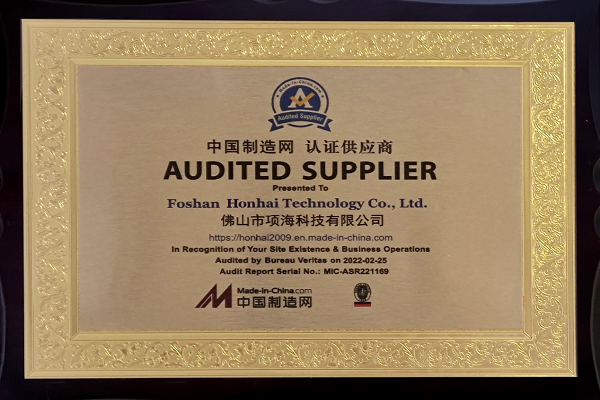 Made-in-China.com
Audited Supplier
中国制造网 认证供应商
AUDITED SUPPLIER
Presented To
Foshan Honhai Technology Co., Ltd.
佛山市项海科技有限公司
https://honhai2009.en.made-in-china.com
In Recognition of Your Site Existence & Business Operations
Audited by Bureau Veritas on 2022-02-25
Audit Report Serial No.: MIC-ASR221169
Made-in-China.com
中国制造网